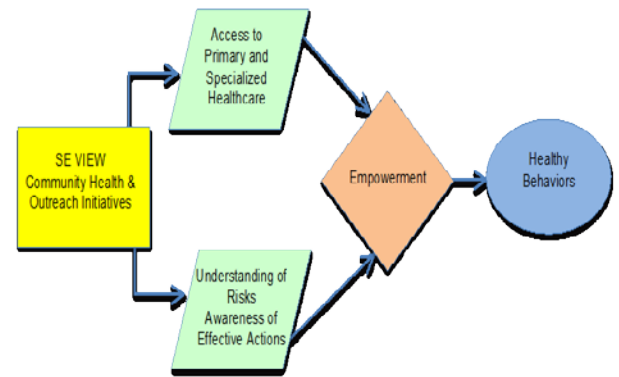 Access to
Primary and
Specialized
Healthcare
SE VIEW
Community Health &
Outreach Initiatives
Empowerment
Healthy
Behaviors
Understanding of
Risks
Awareness of
Effective Actions